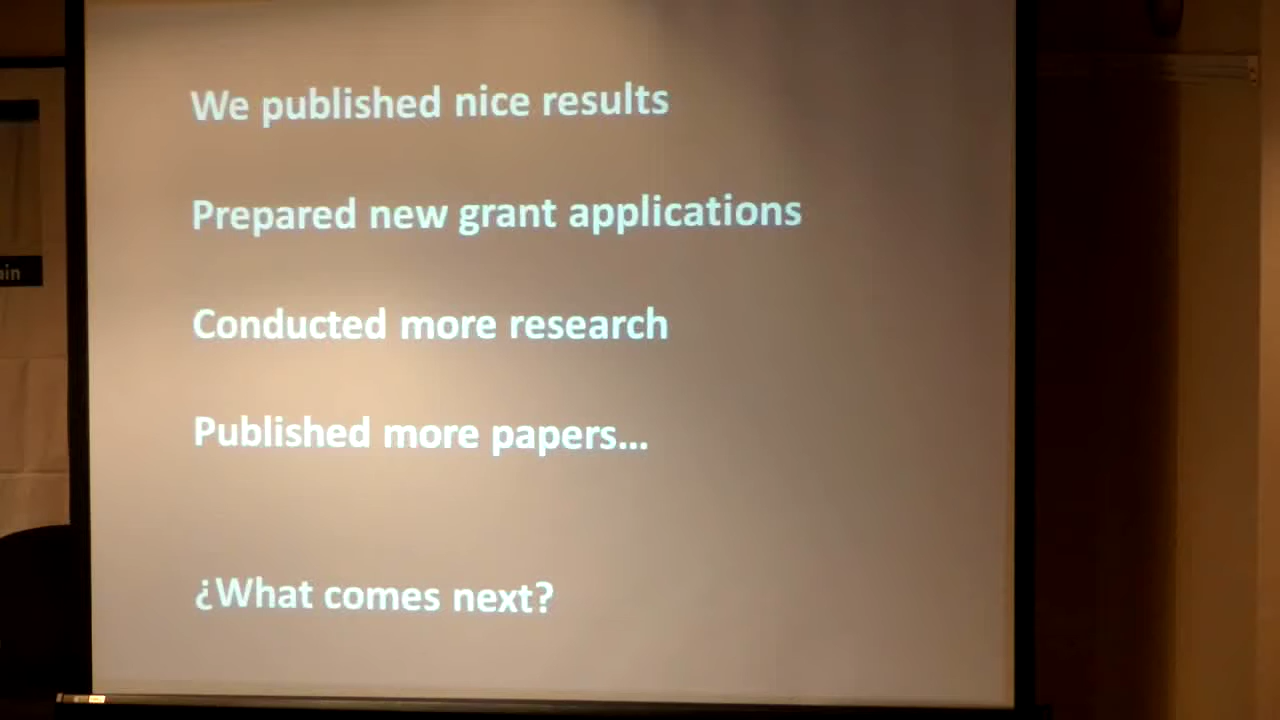 We published nice results
Prepared new grant applications
Conducted more research
Published more papers...
¿What comes next?